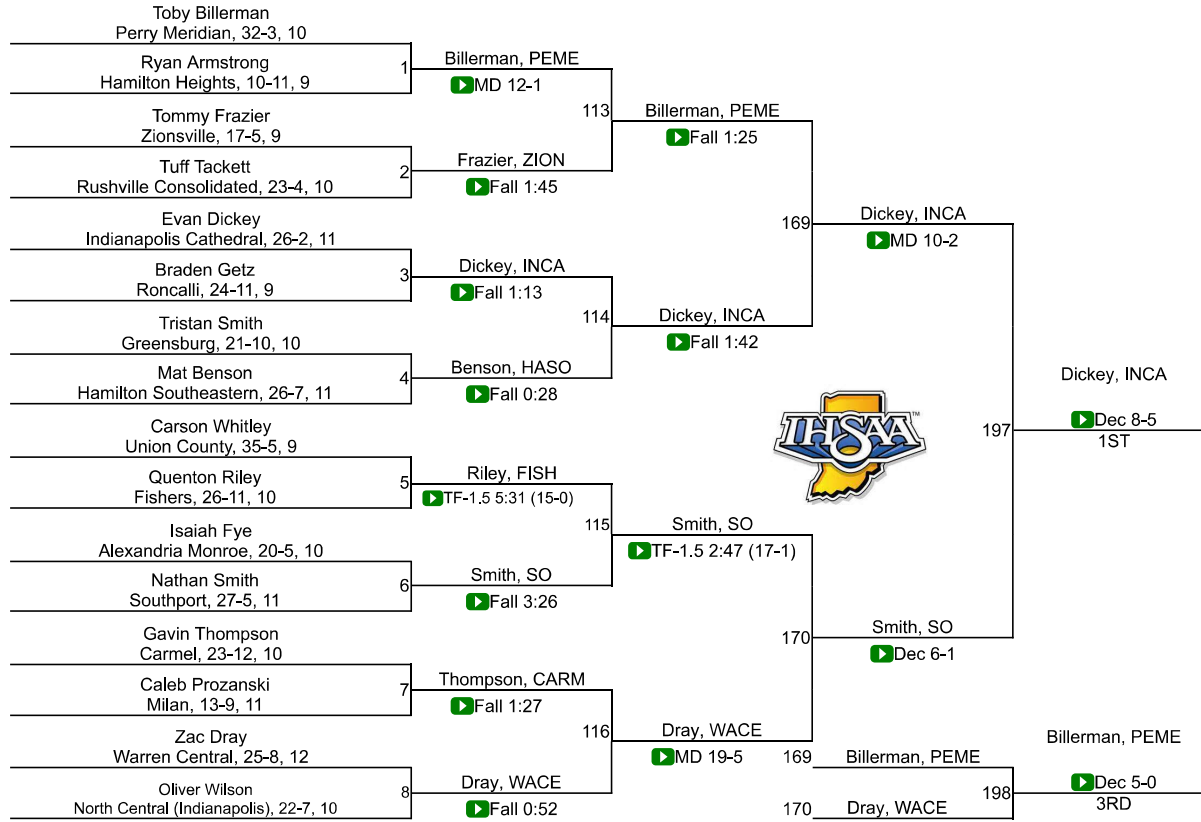 Toby Billerman
Perry Meridian, 32-3, 10
Ryan Armstrong
Hamilton Heights, 10-11, 9
1
Billerman, PEME
MD 12-1
Tommy Frazier
Zionsville, 17-5, 9
Tuff Tackett
Rushville Consolidated, 23-4, 10
2
Frazier, ZION
Fall 1:45
113
Billerman, PEME
Fall 1:25
Evan Dickey
Indianapolis Cathedral, 26-2, 11
Braden Getz
Roncalli, 24-11, 9
3
Dickey, INCA
Fall 1:13
Tristan Smith
Greensburg, 21-10, 10
Mat Benson
Hamilton Southeastern, 26-7, 11
4
Benson, HASO
Fall 0:28
114
Dickey, INCA
Fall 1:42
169
Dickey, INCA
MD 10-2
Carson Whitley
Union County, 35-5, 9
Quenton Riley
Fishers, 26-11, 10
5
Riley, FISH
TF-1.5 5:31 (15-0)
Isaiah Fye
Alexandria Monroe, 20-5, 10
Nathan Smith
Southport, 27-5, 11
6
Smith, SO
Fall 3:26
115
Smith, SO
TF-1.5 2:47 (17-1)
Gavin Thompson
Carmel, 23-12, 10
Caleb Prozanski
Milan, 13-9, 11
7
Thompson, CARM
Fall 1:27
Zac Dray
Warren Central, 25-8, 12
Oliver Wilson
North Central (Indianapolis), 22-7, 10
8
Dray, WACE
Fall 0:52
116
Dray, WACE
MD 19-5
170
Smith, SO
Dec 6-1
IHSAA
TM
197
Dickey, INCA
Dec 8-5
1ST
169
Billerman, PEME
170
Dray, WACE
198
Billerman, PEME
Dec 5-0
3RD